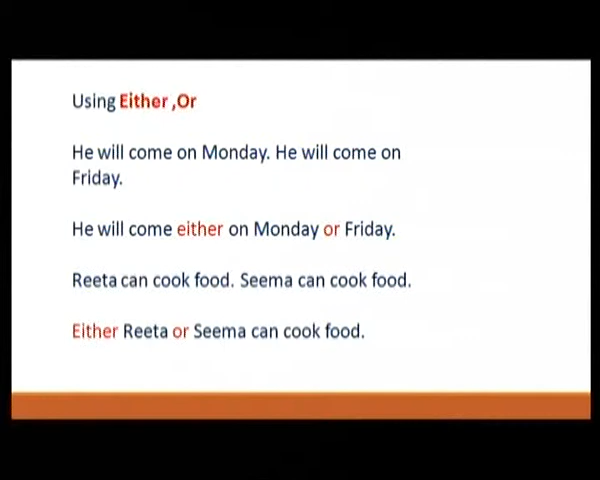 Using Either ,Or
He will come on Monday. He will come on
Friday.
He will come either on Monday or Friday.
Reeta can cook food. Seema can cook food.
Either Reeta or Seema can cook food.